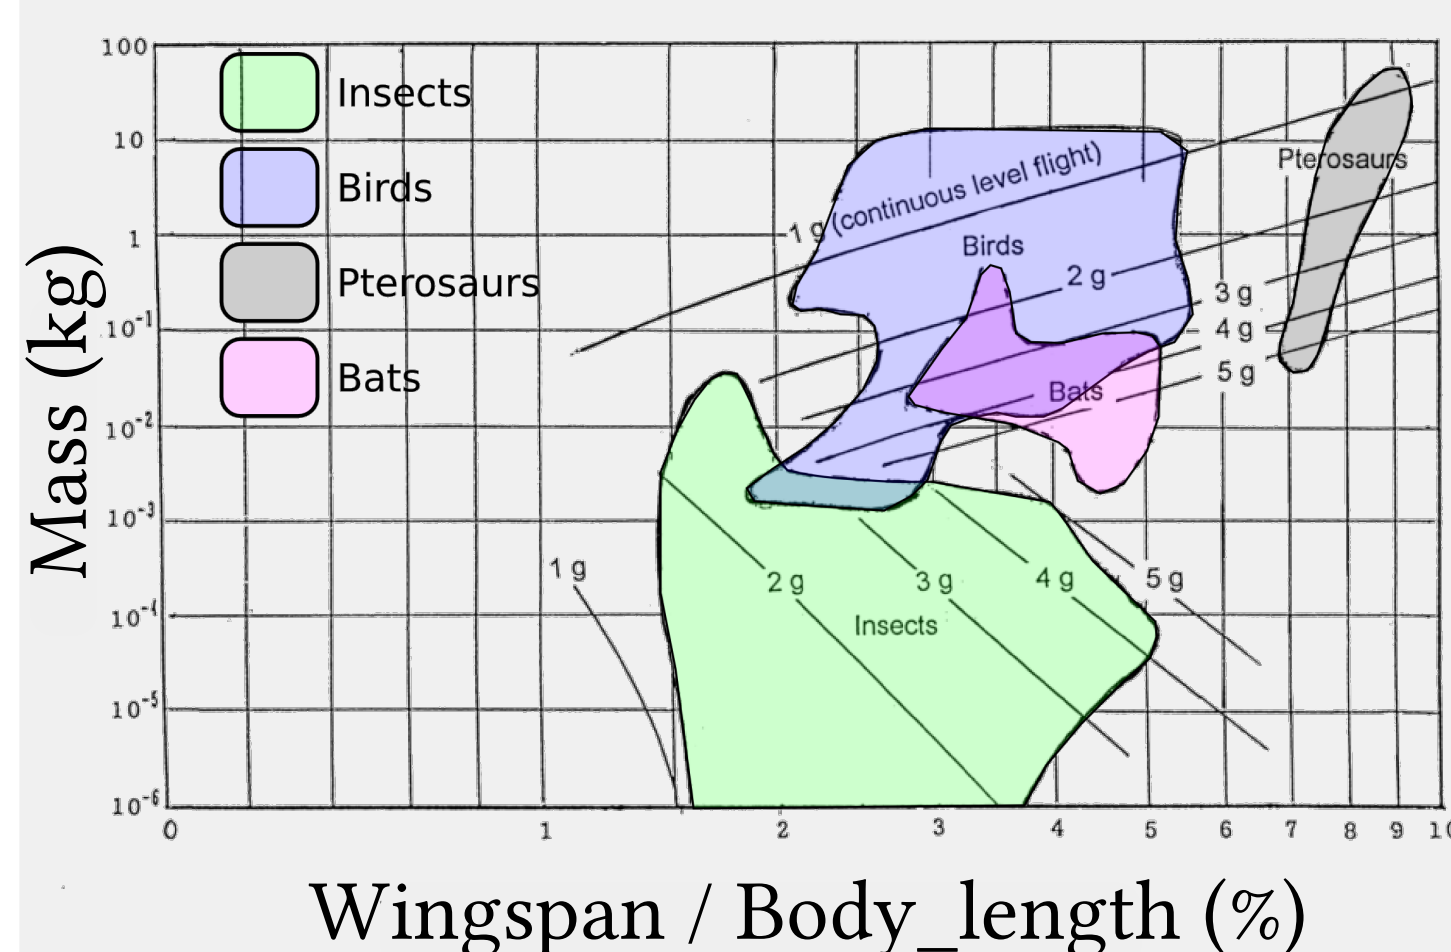 100
10
1
10⁻¹
10⁻²
10⁻³
10⁻⁴
10⁻⁵
10⁻⁶
Mass (kg)
Insects
Birds
Pterosaurs
Bats
1 g (continuous level flight)
Pterosaurs
Birds
2 g
3 g
4 g
5 g
Bats
1 g
2 g
3 g
4 g
5 g
Insects
0 1 2 3 4 5 6 7 8 9 10
Wingspan / Body_length (%)